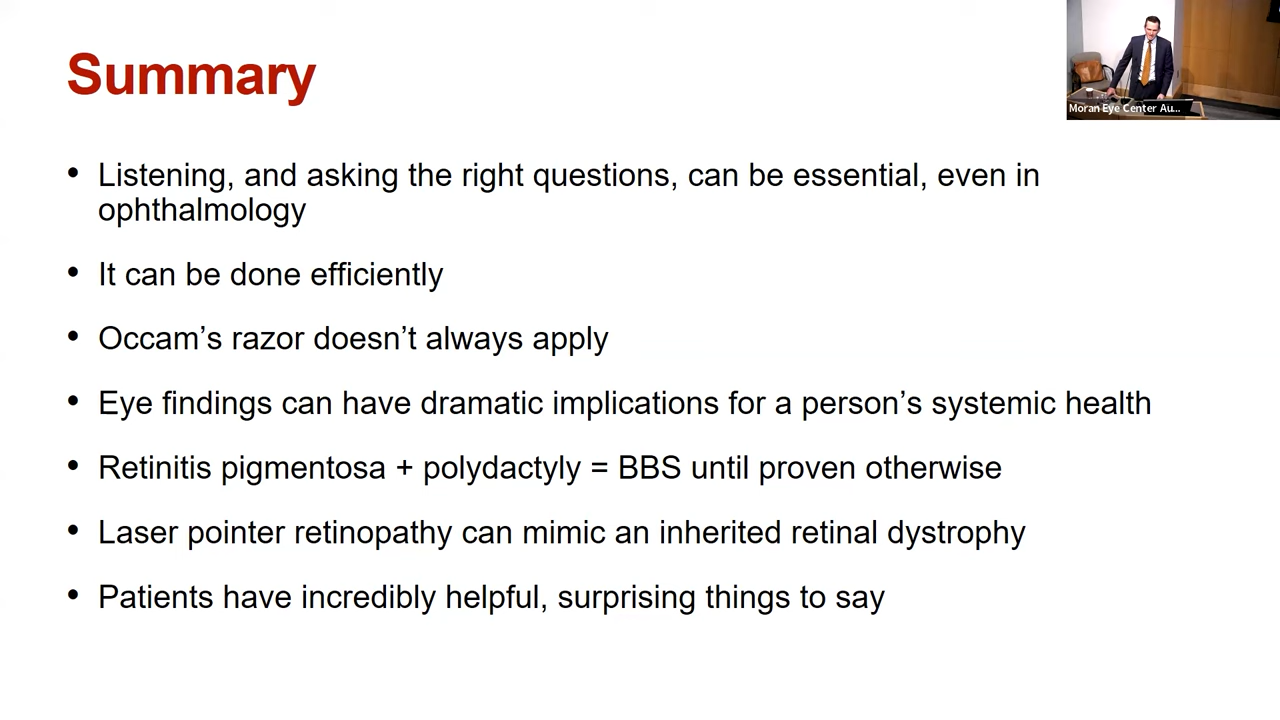 Summary
Moran Eye Center Au...
• Listening, and asking the right questions, can be essential, even in
ophthalmology
• It can be done efficiently
• Occam’s razor doesn’t always apply
• Eye findings can have dramatic implications for a person’s systemic health
• Retinitis pigmentosa + polydactyly = BBS until proven otherwise
• Laser pointer retinopathy can mimic an inherited retinal dystrophy
• Patients have incredibly helpful, surprising things to say